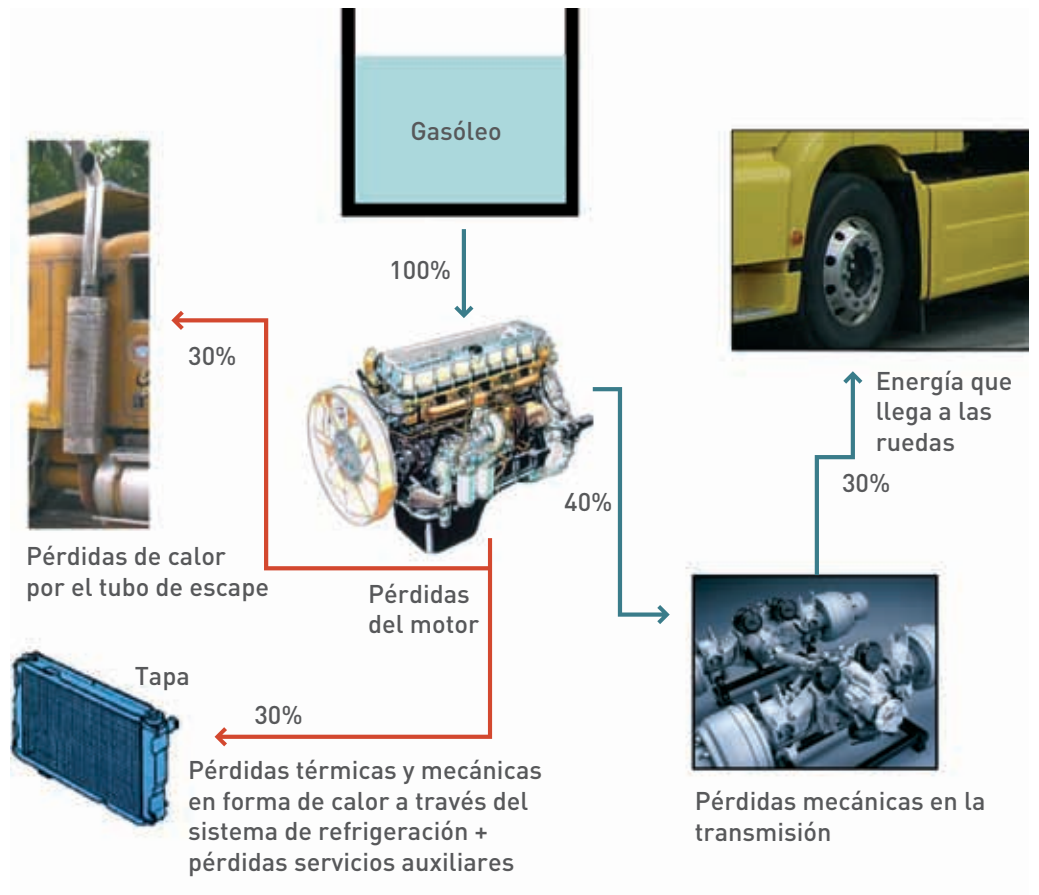 Gasóleo
100%
30%
Energía que
llega a las
ruedas
30%
40%
Pérdidas de calor
por el tubo de escape
Pérdidas
del motor
Tapa
30%
Pérdidas térmicas y mecánicas
en forma de calor a través del
sistema de refrigeración +
pérdidas servicios auxiliares
Pérdidas mecánicas en la
transmisión